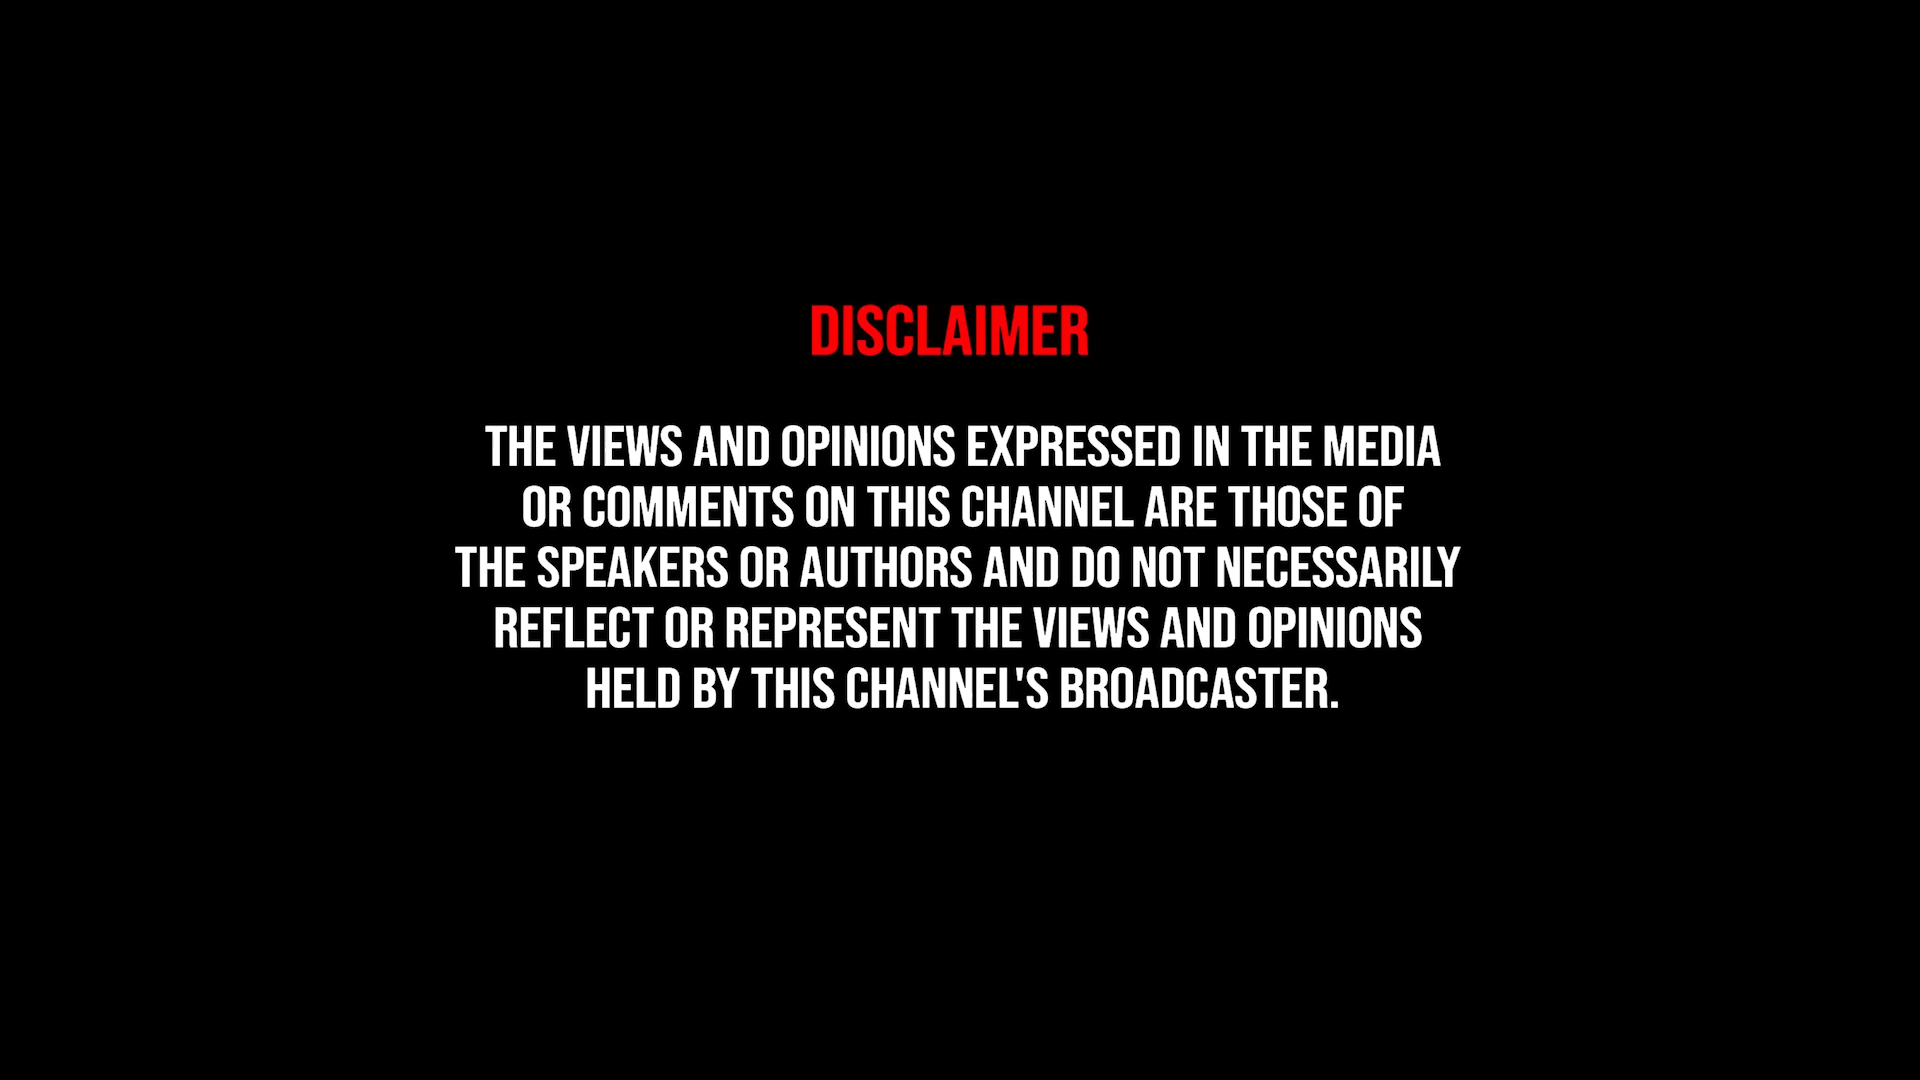 DISCLAIMER
THE VIEWS AND OPINIONS EXPRESSED IN THE MEDIA
OR COMMENTS ON THIS CHANNEL ARE THOSE OF
THE SPEAKERS OR AUTHORS AND DO NOT NECESSARILY
REFLECT OR REPRESENT THE VIEWS AND OPINIONS
HELD BY THIS CHANNEL'S BROADCASTER.